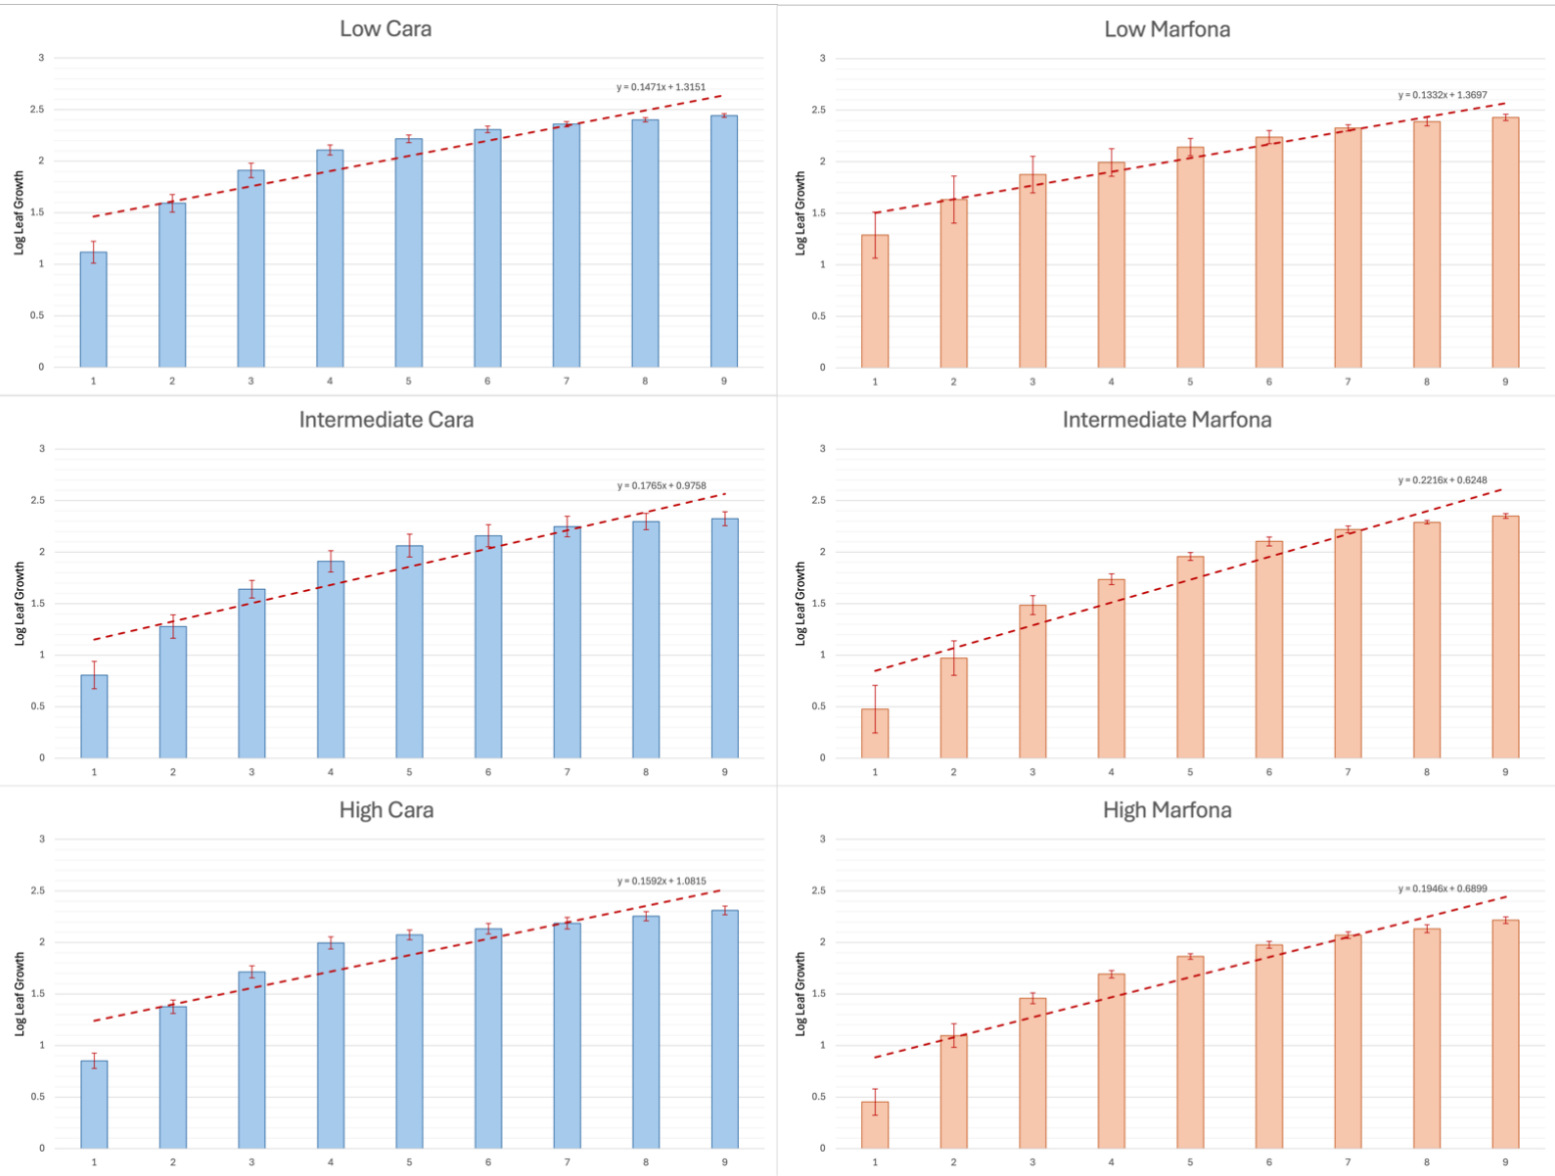 Low Cara
3
y = 0.1471x + 1.3151
2.5
2
1.5
1
0.5
0
Log Leaf Growth
1 2 3 4 5 6 7 8 9
Low Marfona
3
y = 0.1332x + 1.3697
2.5
2
1.5
1
0.5
0
Log Leaf Growth
1 2 3 4 5 6 7 8 9
Intermediate Cara
3
y = 0.1765x + 0.9758
2.5
2
1.5
1
0.5
0
Log Leaf Growth
1 2 3 4 5 6 7 8 9
Intermediate Marfona
3
y = 0.2216x + 0.6248
2.5
2
1.5
1
0.5
0
Log Leaf Growth
1 2 3 4 5 6 7 8 9
High Cara
3
y = 0.1592x + 1.0815
2.5
2
1.5
1
0.5
0
Log Leaf Growth
1 2 3 4 5 6 7 8 9
High Marfona
3
y = 0.1946x + 0.6899
2.5
2
1.5
1
0.5
0
Log Leaf Growth
1 2 3 4 5 6 7 8 9